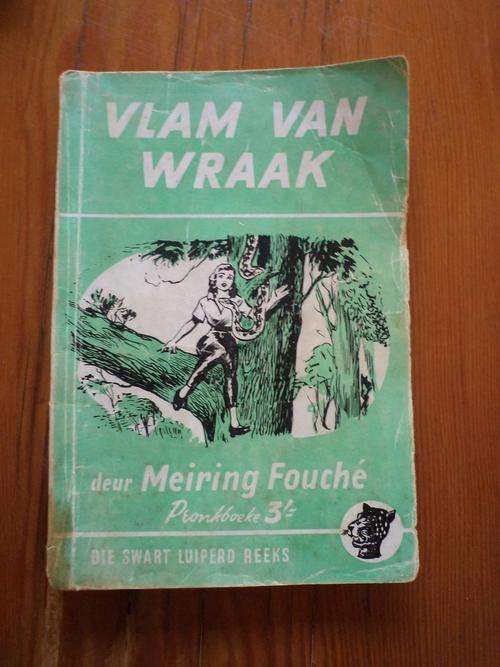 VLAM VAN
WRAAK
deur Meiring Fouché
Pronkboeke 3/-
DIE SWART LUIPERD REEKS